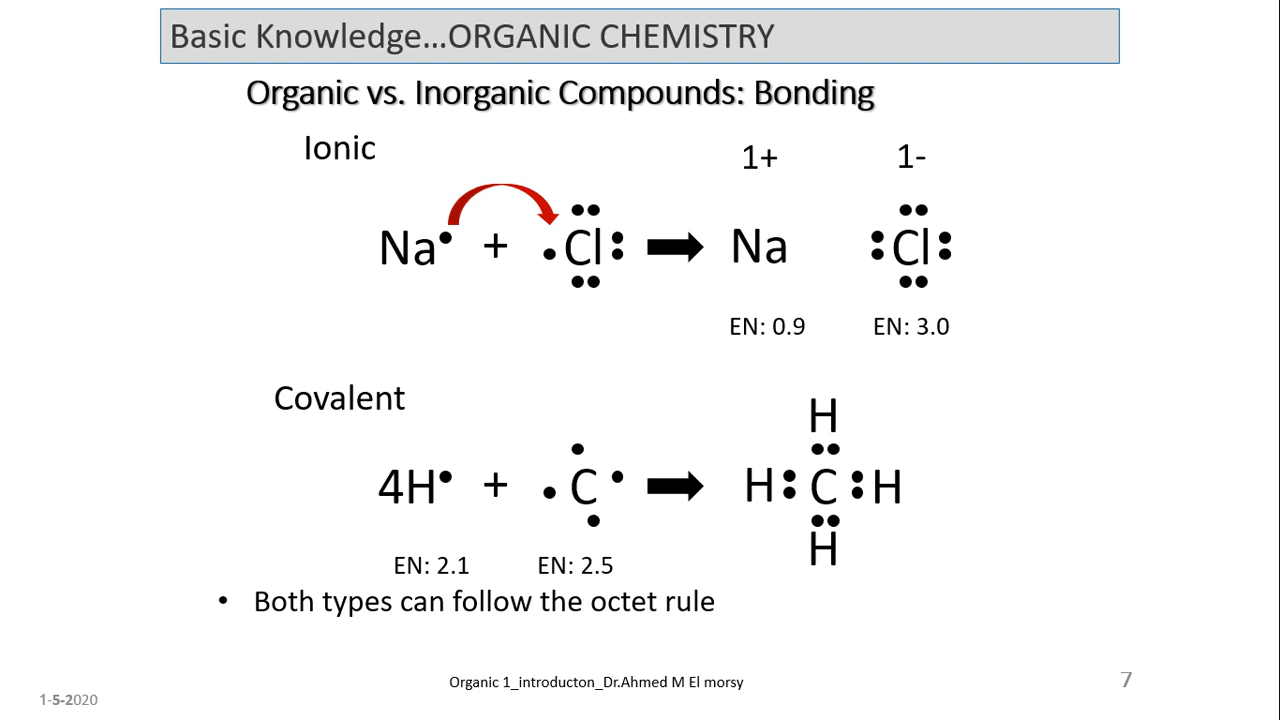 Basic Knowledge...ORGANIC CHEMISTRY
Organic vs. Inorganic Compounds: Bonding
Ionic
1+ 1-
Na• + •Cl → Na Cl
EN: 0.9 EN: 3.0
Covalent
H
4H• + •C• → H:C:H
H
EN: 2.1 EN: 2.5
• Both types can follow the octet rule
Organic 1_introducton_Dr.Ahmed M El morsy
7
1-5-2020